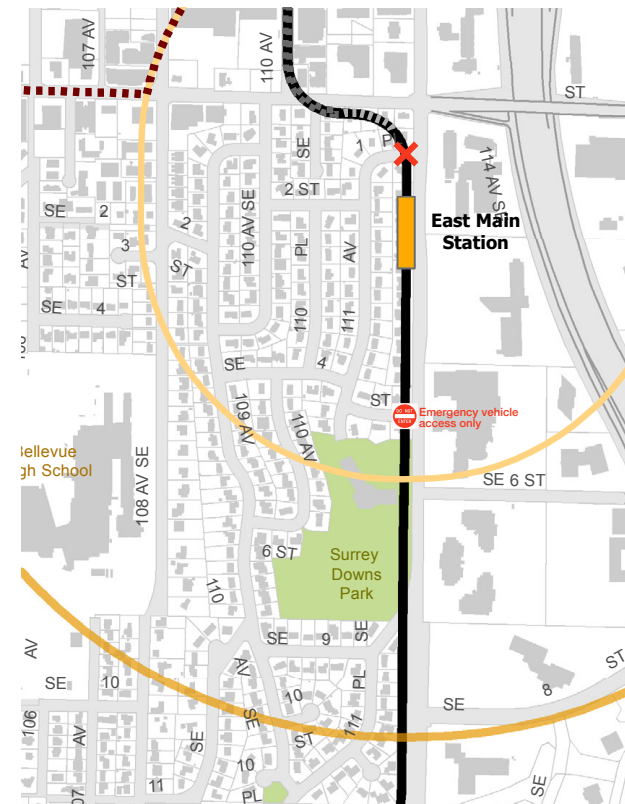 107 AV
110 AV
ST
SE
1
PL
114 AV SE
2 ST
SE 2
2
ST
3
ST
AV
110 AV SE
PL
110
AV
111
East Main
Station
SE 4
SE 4
ST
DO NOT
ENTER
Emergency vehicle
access only
109 AV
110 AV
Bellevue
gh School
108 AV SE
SE 6 ST
6 ST
Surrey
Downs
Park
110
AV
SE
SE 9
SE
PL
111
AV
SE 10
106
AV
07
SE
10
ST
10
PL
11
SE 8
ST
SE